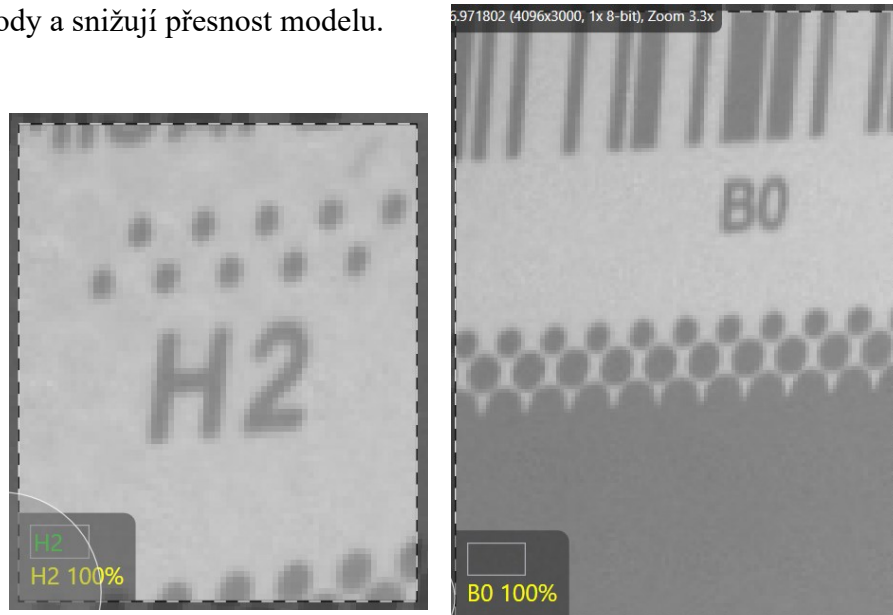 ody a snižují přesnost modelu.
6.971802 (4096x3000, 1x 8-bit), Zoom 3.3x
B0
H2
H2
H2 100%
B0 100%